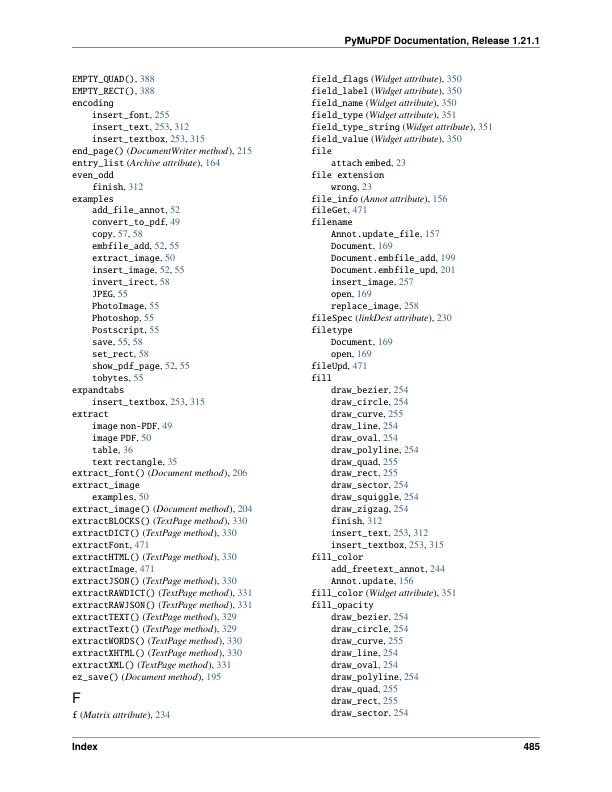 PyMuPDF Documentation, Release 1.21.1
EMPTY_QUAD(), 388
EMPTY_RECT(), 388
encoding
insert_font, 255
insert_text, 253, 312
insert_textbox, 253, 315
end_page() (DocumentWriter method), 215
entry_list (Archive attribute), 164
even_odd
finish, 312
examples
add_file_annot, 52
convert_to_pdf, 49
copy, 57, 58
embfile_add, 52, 55
extract_image, 50
insert_image, 52, 55
invert_irect, 58
JPEG, 55
PhotoImage, 55
Photoshop, 55
Postscript, 55
save, 55, 58
set_rect, 58
show_pdf_page, 52, 55
tobytes, 55
expandtabs
insert_textbox, 253, 315
extract
image non-PDF, 49
image PDF, 50
table, 36
text rectangle, 35
extract_font() (Document method), 206
extract_image
examples, 50
extract_image() (Document method), 204
extractBLOCKS() (TextPage method), 330
extractDICT() (TextPage method), 330
extractFont, 471
extractHTML() (TextPage method), 330
extractImage, 471
extractJSON() (TextPage method), 330
extractRAWDICT() (TextPage method), 331
extractRAWJSON() (TextPage method), 331
extractTEXT() (TextPage method), 329
extractText() (TextPage method), 329
extractWORDS() (TextPage method), 330
extractXHTML() (TextPage method), 330
extractXML() (TextPage method), 331
ez_save() (Document method), 195
F
f (Matrix attribute), 234
field_flags (Widget attribute), 350
field_label (Widget attribute), 350
field_name (Widget attribute), 350
field_type (Widget attribute), 351
field_type_string (Widget attribute), 351
field_value (Widget attribute), 350
file
attach embed, 23
file extension
wrong, 23
file_info (Annot attribute), 156
fileGet, 471
filename
Annot.update_file, 157
Document, 169
Document.embfile_add, 199
Document.embfile_upd, 201
insert_image, 257
open, 169
replace_image, 258
fileSpec (linkDest attribute), 230
filetype
Document, 169
open, 169
fileUpd, 471
fill
draw_bezier, 254
draw_circle, 254
draw_curve, 255
draw_line, 254
draw_oval, 254
draw_polyline, 254
draw_quad, 255
draw_rect, 255
draw_sector, 254
draw_squiggle, 254
draw_zigzag, 254
finish, 312
insert_text, 253, 312
insert_textbox, 253, 315
fill_color
add_freetext_annot, 244
Annot.update, 156
fill_color (Widget attribute), 351
fill_opacity
draw_bezier, 254
draw_circle, 254
draw_curve, 255
draw_line, 254
draw_oval, 254
draw_polyline, 254
draw_quad, 255
draw_rect, 255
draw_sector, 254
Index
485